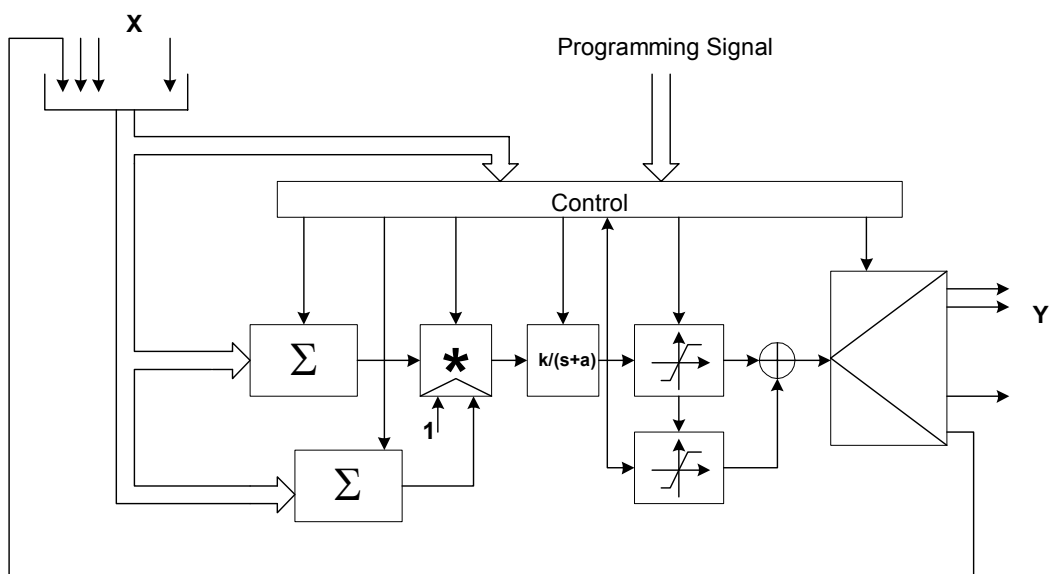 X
Programming Signal
Control
Y
Σ
*
k/(s+a)
1
Σ